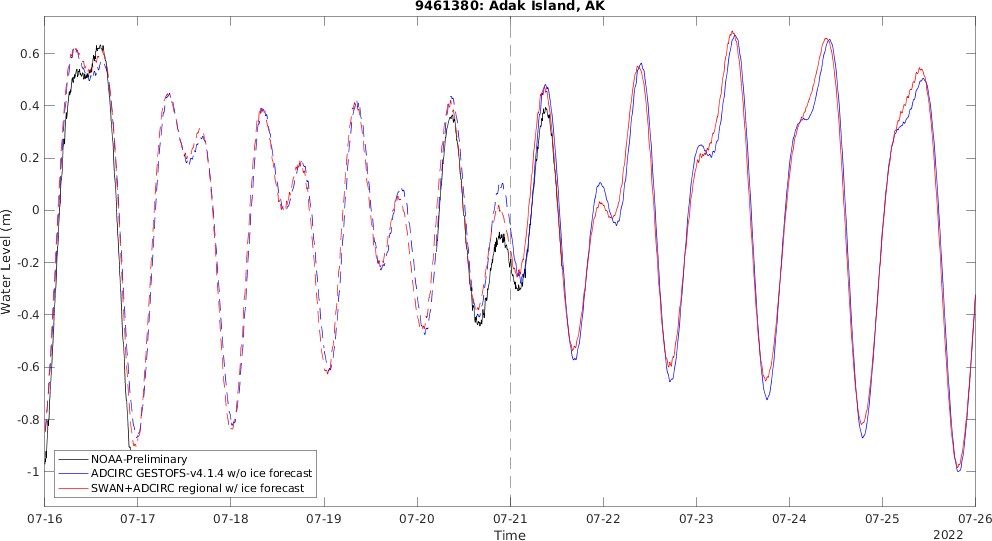 9461380: Adak Island, AK
Water Level (m)
0.6
0.4
0.2
0
-0.2
-0.4
-0.6
-0.8
-1
NOAA-Preliminary
ADCIRC GESTOFS-v4.1.4 w/o ice forecast
SWAN+ADCIRC regional w/ ice forecast
07-16 07-17 07-18 07-19 07-20 07-21 07-22 07-23 07-24 07-25 07-26
Time
2022